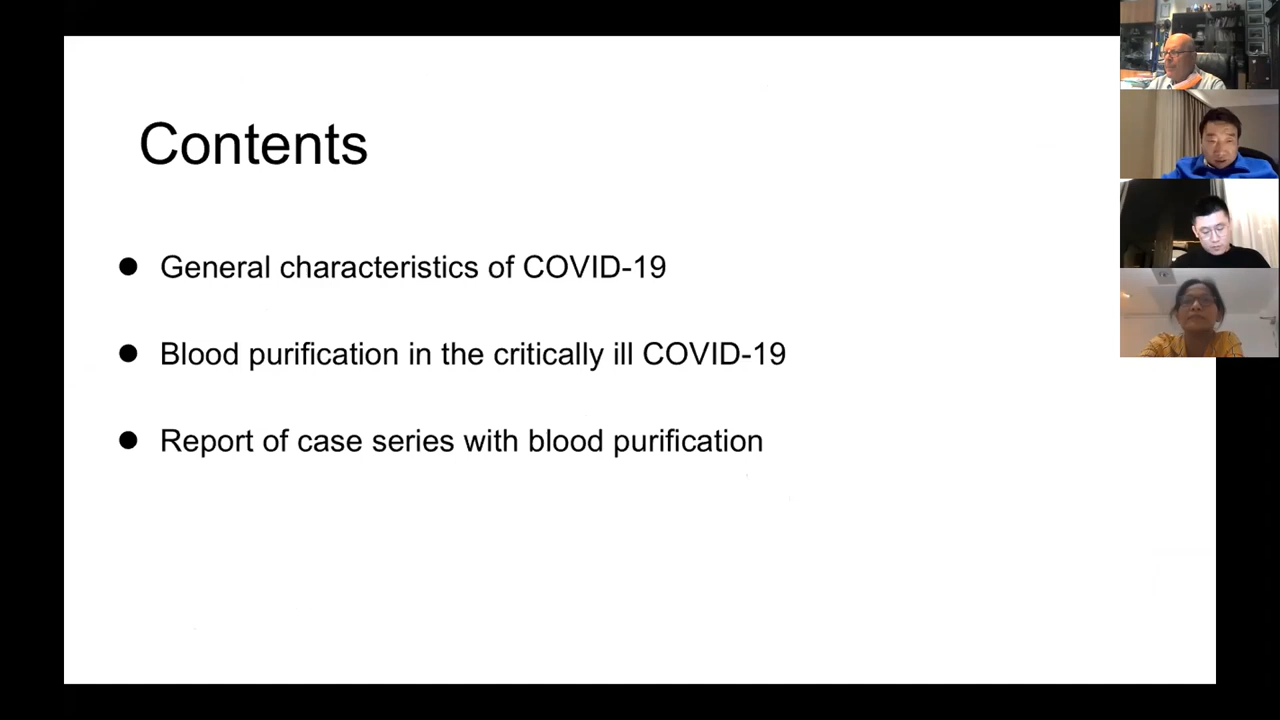 Contents
● General characteristics of COVID-19
● Blood purification in the critically ill COVID-19
● Report of case series with blood purification